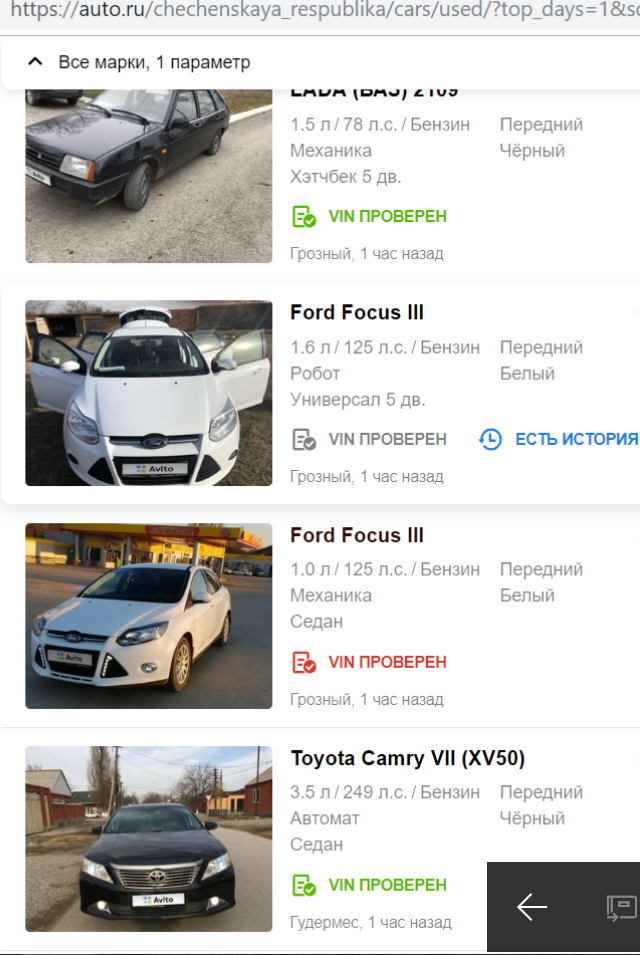 https://auto.ru/chechenskaya_respublika/cars/used/?top_days=1&s
Все марки, 1 параметр
LADA (ВАЗ) 2109
1.5 л / 78 л.с. / Бензин Передний
Механика Чёрный
Хэтчбек 5 дв.
Avito
VIN ПРОВЕРЕН
Грозный, 1 час назад
Ford Focus III
1.6 л / 125 л.с. / Бензин Передний
Робот Белый
Универсал 5 дв.
Ford
VIN ПРОВЕРЕН ЕСТЬ ИСТОРИЯ
Avito
Грозный, 1 час назад
Ford Focus III
1.0 л / 125 л.с. / Бензин Передний
Механика Белый
Седан
Avito
VIN ПРОВЕРЕН
Грозный, 1 час назад
Toyota Camry VII (XV50)
3.5 л / 249 л.с. / Бензин Передний
Автомат Чёрный
Седан
VIN ПРОВЕРЕН
Avito
Гудермес, 1 час назад